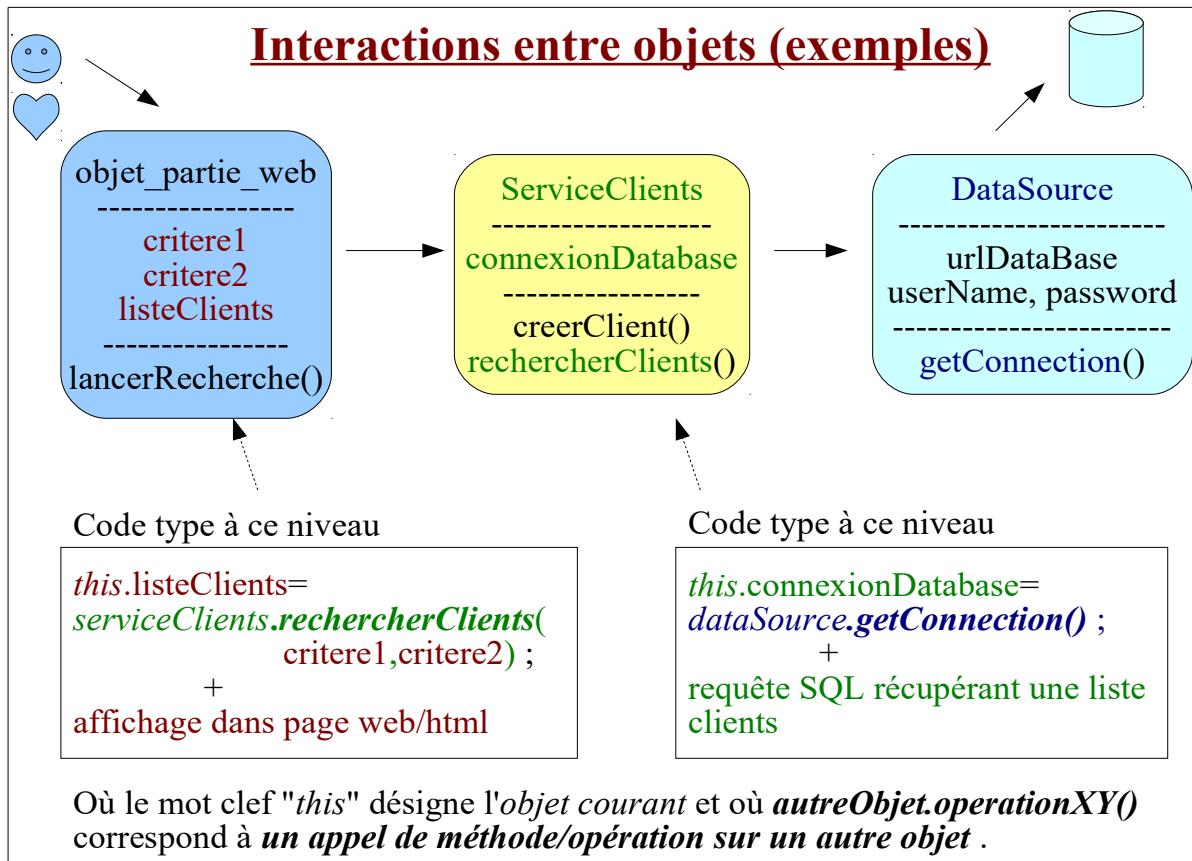 Interactions entre objets (exemples)
objet_partie_web
-----------------
critere1
critere2
listeClients
----------------
lancerRecherche()
ServiceClients
-------------------
connexionDatabase
-----------------
creerClient()
rechercherClients()
DataSource
-----------------------
urlDataBase
userName, password
------------------------
getConnection()
Code type à ce niveau
this.listeClients=
serviceClients.rechercherClients(
critere1,critere2) ;
+
affichage dans page web/html
Code type à ce niveau
this.connexionDatabase=
dataSource.getConnection() ;
+
requête SQL récupérant une liste
clients
Où le mot clef "this" désigne l'objet courant et où autreObjet.operationXY()
correspond à un appel de méthode/opération sur un autre objet .